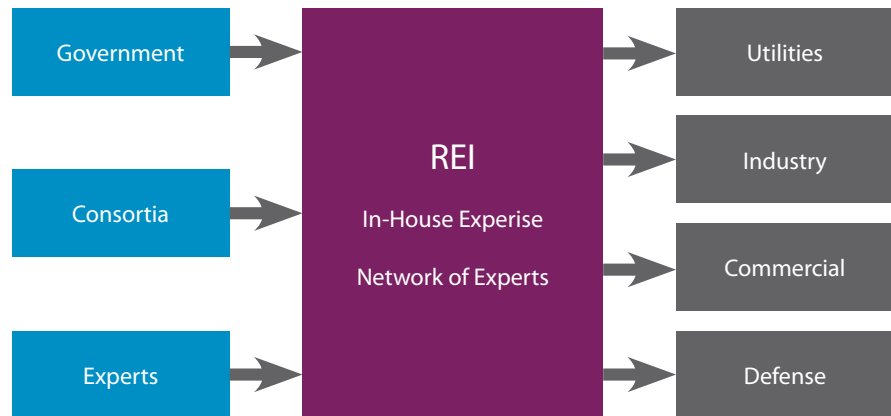 Government
Consortia
Experts
REI
In-House Experise
Network of Experts
Utilities
Industry
Commercial
Defense